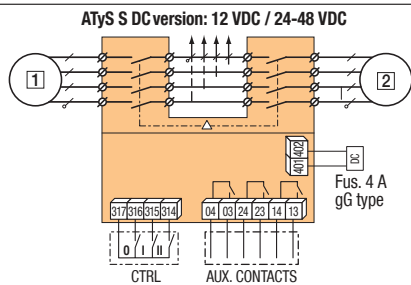 ATyS S DC version: 12 VDC / 24-48 VDC
1
2
401 402
DC
Fus. 4 A
gG type
317 316 315 314
04 03 24 23 14 13
0 I II
CTRL
AUX. CONTACTS